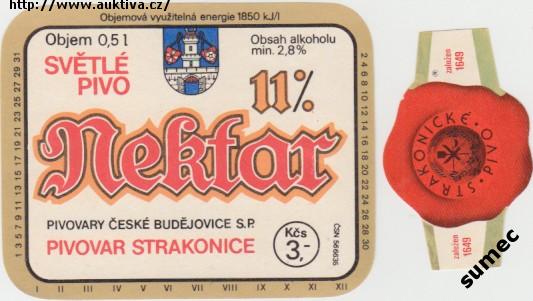 http://www.auktiva.cz/
Objemová využitelná energie 1850 kJ/l
Objem 0,5 l
Obsah alkoholu
min. 2,8%
SVĚTLÉ
PIVO
11%
Nektar
PIVOVARY ČESKÉ BUDĚJOVICE S.P.
PIVOVAR STRAKONICE
Kčs
3,-
ČSN 566635
1 3 5 7 9 11 13 15 17 19 21 23 25 27 29 31
2 4 6 8 10 12 14 16 18 20 22 24 26 28 30
I II III IV V VI VII VIII IX X XI XII
založen
1649
STRAKONICKÉ · PIVO ·
založen
1649
sumec